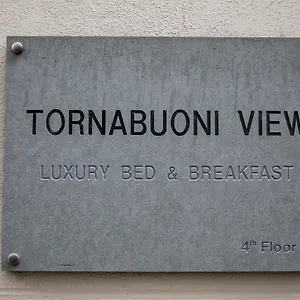 TORNABUONI VIEW
LUXURY BED & BREAKFAST
4th Floor